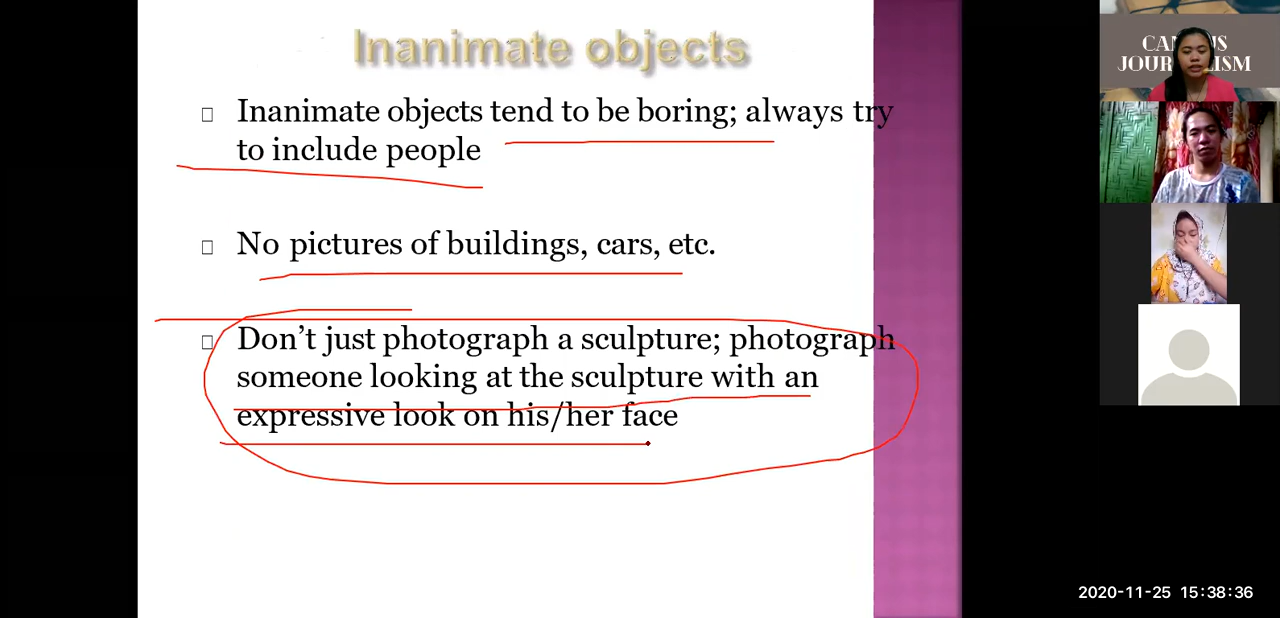 Inanimate objects
Inanimate objects tend to be boring; always try
to include people
No pictures of buildings, cars, etc.
Don’t just photograph a sculpture; photograph
someone looking at the sculpture with an
expressive look on his/her face
2020-11-25 15:38:36